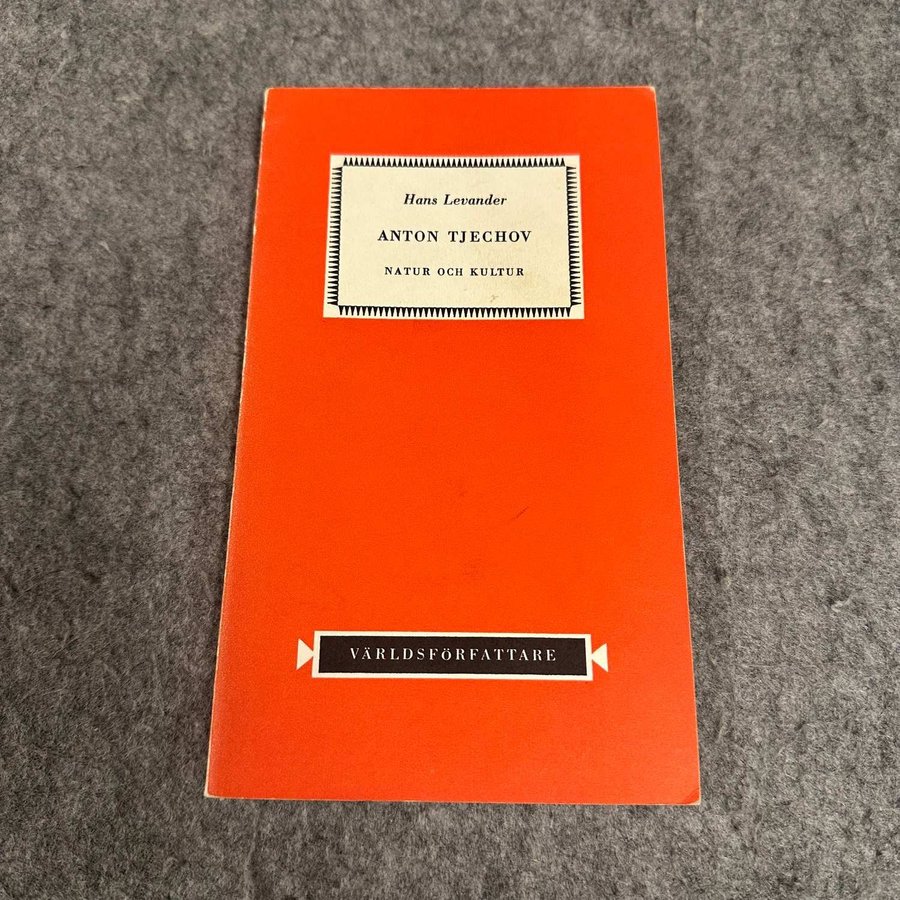 Hans Levander
ANTON TJECHOV
NATUR OCH KULTUR
VÄRLDSFÖRFATTARE